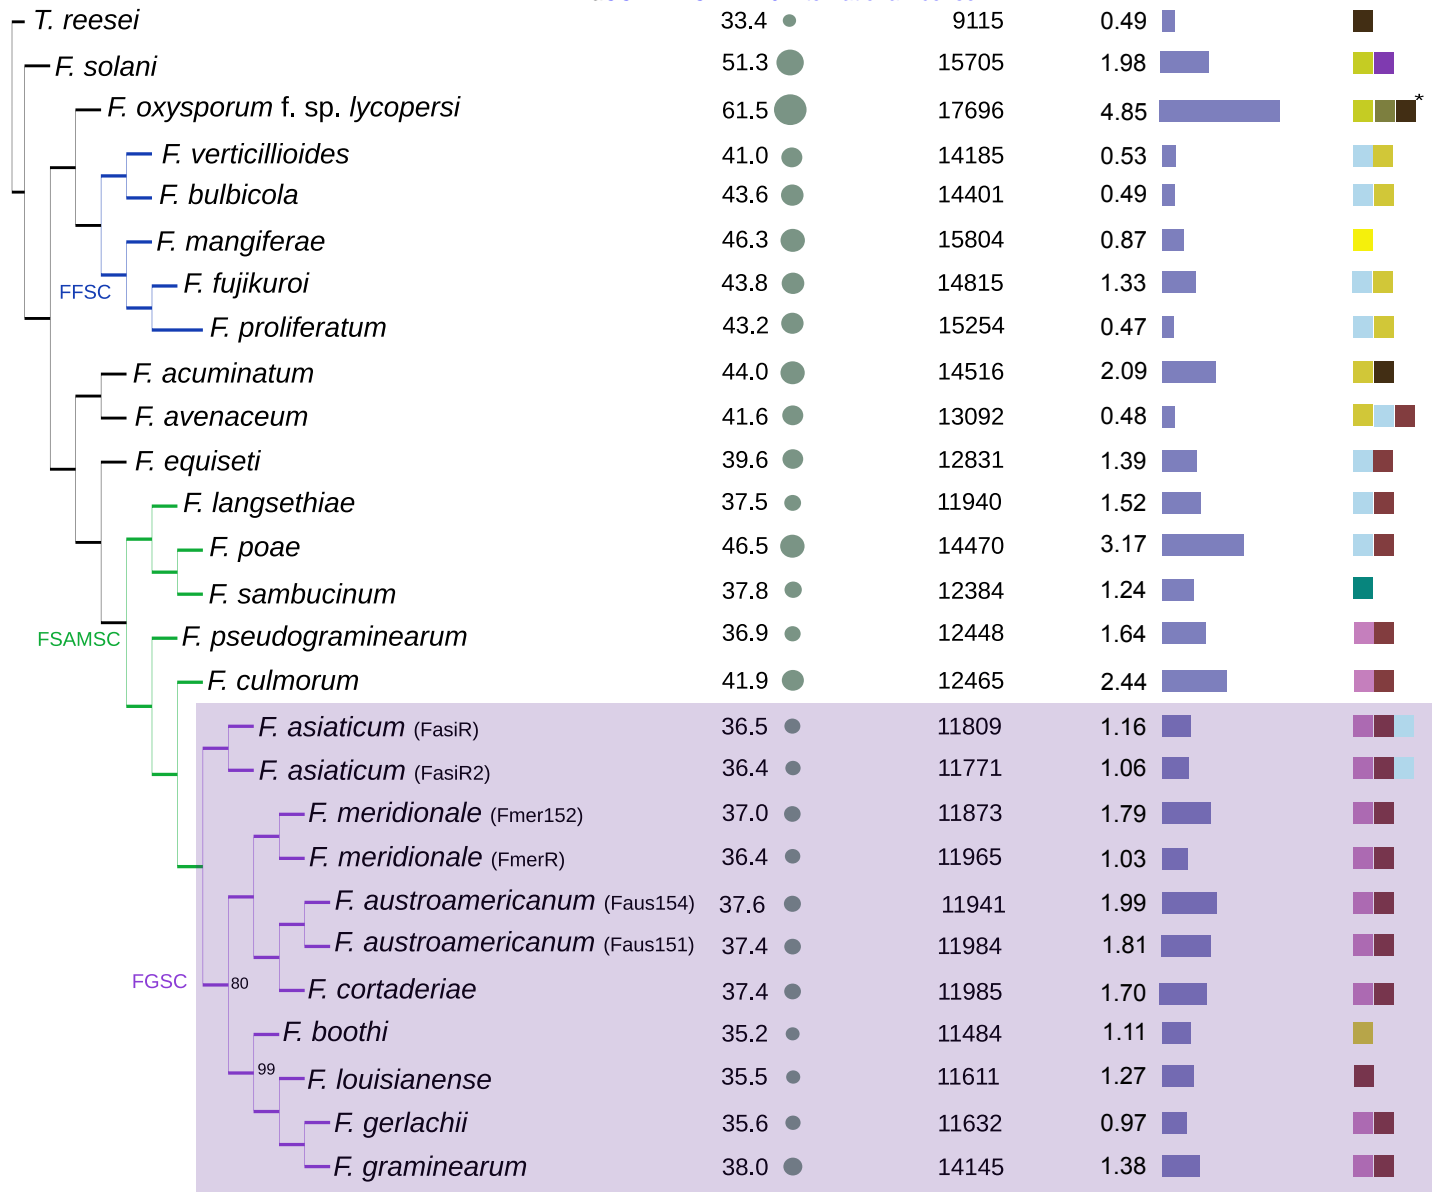 T. reesei 33.4 9115 0.49
F. solani 51.3 15705 1.98
F. oxysporum f. sp. lycopersi 61.5 17696 4.85 *
F. verticillioides 41.0 14185 0.53
F. bulbicola 43.6 14401 0.49
F. mangiferae 46.3 15804 0.87
F. fujikuroi 43.8 14815 1.33
FFSC
F. proliferatum 43.2 15254 0.47
F. acuminatum 44.0 14516 2.09
F. avenaceum 41.6 13092 0.48
F. equiseti 39.6 12831 1.39
F. langsethiae 37.5 11940 1.52
F. poae 46.5 14470 3.17
F. sambucinum 37.8 12384 1.24
FSAMSC F. pseudograminearum 36.9 12448 1.64
F. culmorum 41.9 12465 2.44
F. asiaticum (FasiR) 36.5 11809 1.16
F. asiaticum (FasiR2) 36.4 11771 1.06
F. meridionale (Fmer152) 37.0 11873 1.79
F. meridionale (FmerR) 36.4 11965 1.03
F. austroamericanum (Faus154) 37.6 11941 1.99
F. austroamericanum (Faus151) 37.4 11984 1.81
FGSC 80
F. cortaderiae 37.4 11985 1.70
F. boothi 35.2 11484 1.11
99
F. louisianense 35.5 11611 1.27
F. gerlachii 35.6 11632 0.97
F. graminearum 38.0 14145 1.38